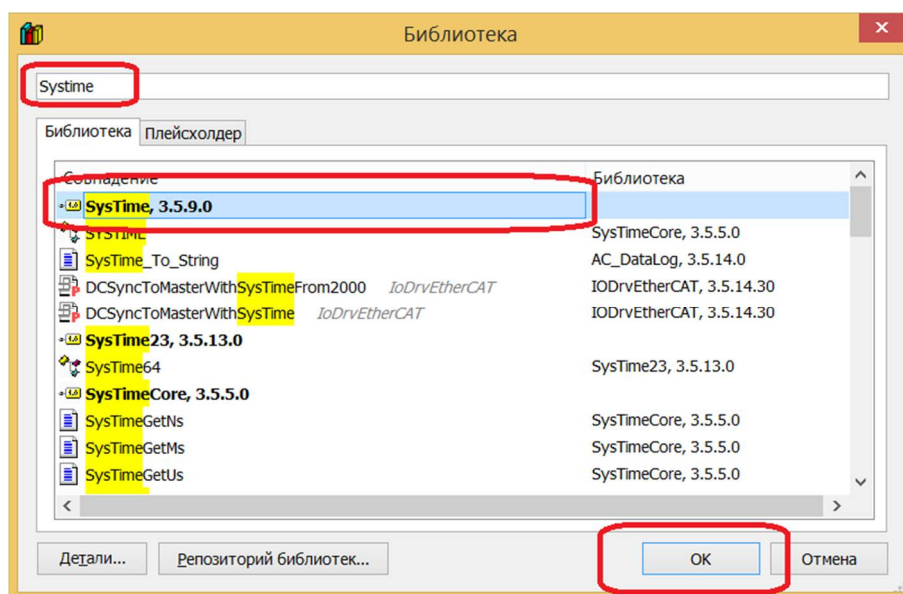 Библиотека
Systime
Библиотека Плейсхолдер
Совпадение Библиотека
SysTime, 3.5.9.0
SYSTIME SysTimeCore, 3.5.5.0
SysTime_To_String AC_DataLog, 3.5.14.0
DCSyncToMasterWithSysTimeFrom2000 IoDrvEtherCAT IODrvEtherCAT, 3.5.14.30
DCSyncToMasterWithSysTime IoDrvEtherCAT IODrvEtherCAT, 3.5.14.30
SysTime23, 3.5.13.0
SysTime64 SysTime23, 3.5.13.0
SysTimeCore, 3.5.5.0
SysTimeGetNs SysTimeCore, 3.5.5.0
SysTimeGetMs SysTimeCore, 3.5.5.0
SysTimeGetUs SysTimeCore, 3.5.5.0
Детали... Репозиторий библиотек... ОК Отмена